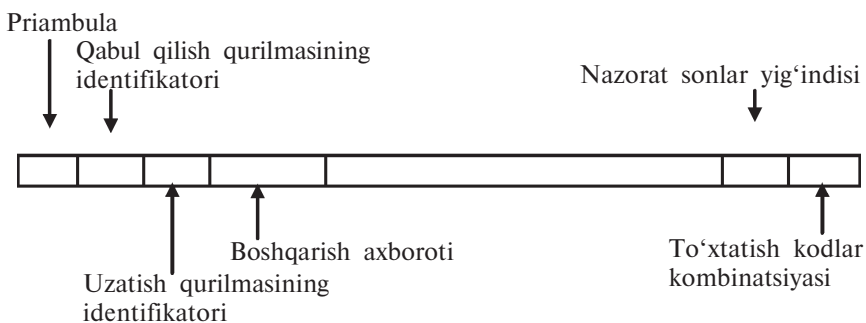 Priambula
Qabul qilish qurilmasining
identifikatori
Nazorat sonlar yig‘indisi
Boshqarish axboroti
Uzatish qurilmasining
identifikatori
To‘xtatish kodlar
kombinatsiyasi